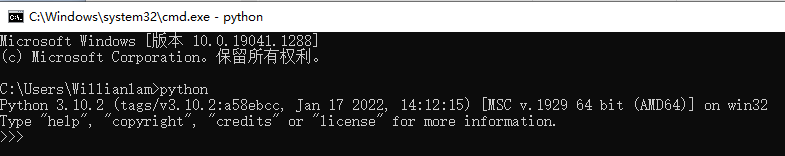 C:\Windows\system32\cmd.exe - python
Microsoft Windows [版本 10.0.19041.1288]
(c) Microsoft Corporation。保留所有权利。
C:\Users\Willianlam>python
Python 3.10.2 (tags/v3.10.2:a58ebcc, Jan 17 2022, 14:12:15) [MSC v.1929 64 bit (AMD64)] on win32
Type "help", "copyright", "credits" or "license" for more information.
>>>